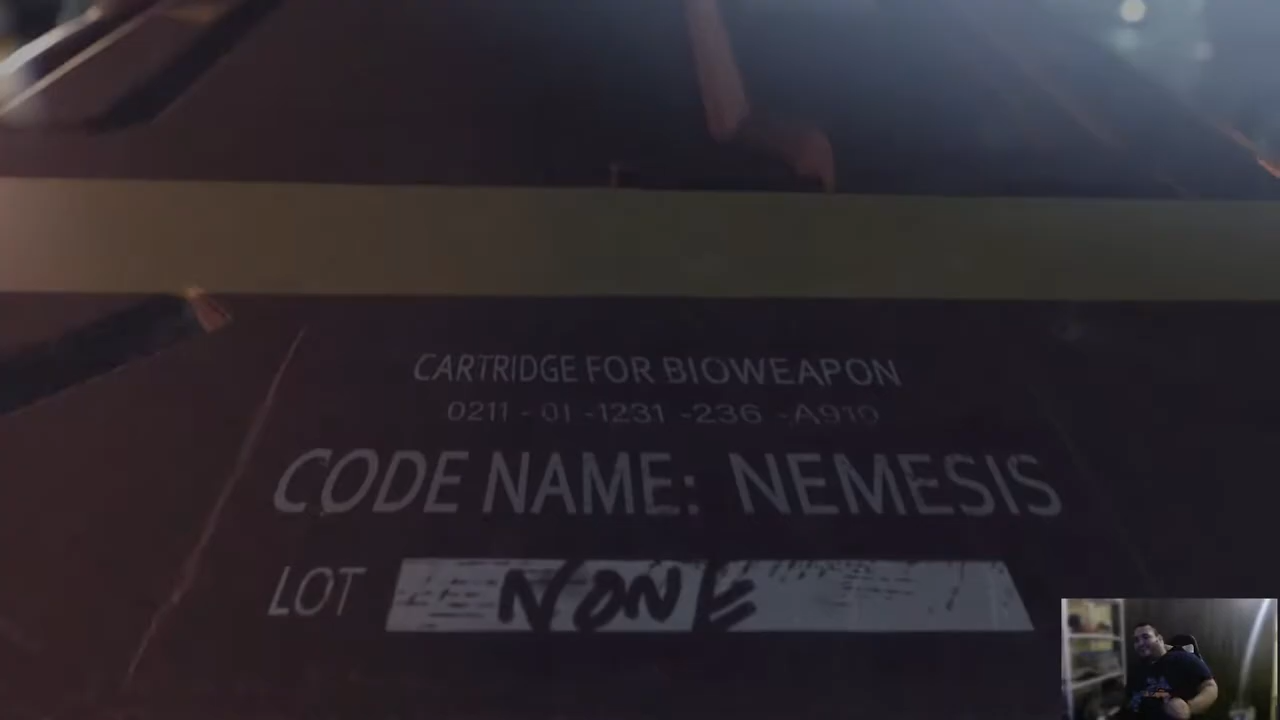 CARTRIDGE FOR BIOWEAPON
0211 - 01 -1231 -236 -A910
CODE NAME: NEMESIS
LOT NONE